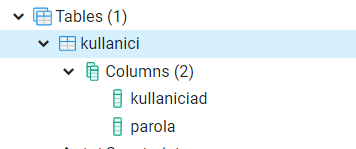 Tables (1)
kullanici
Columns (2)
kullaniciad
parola